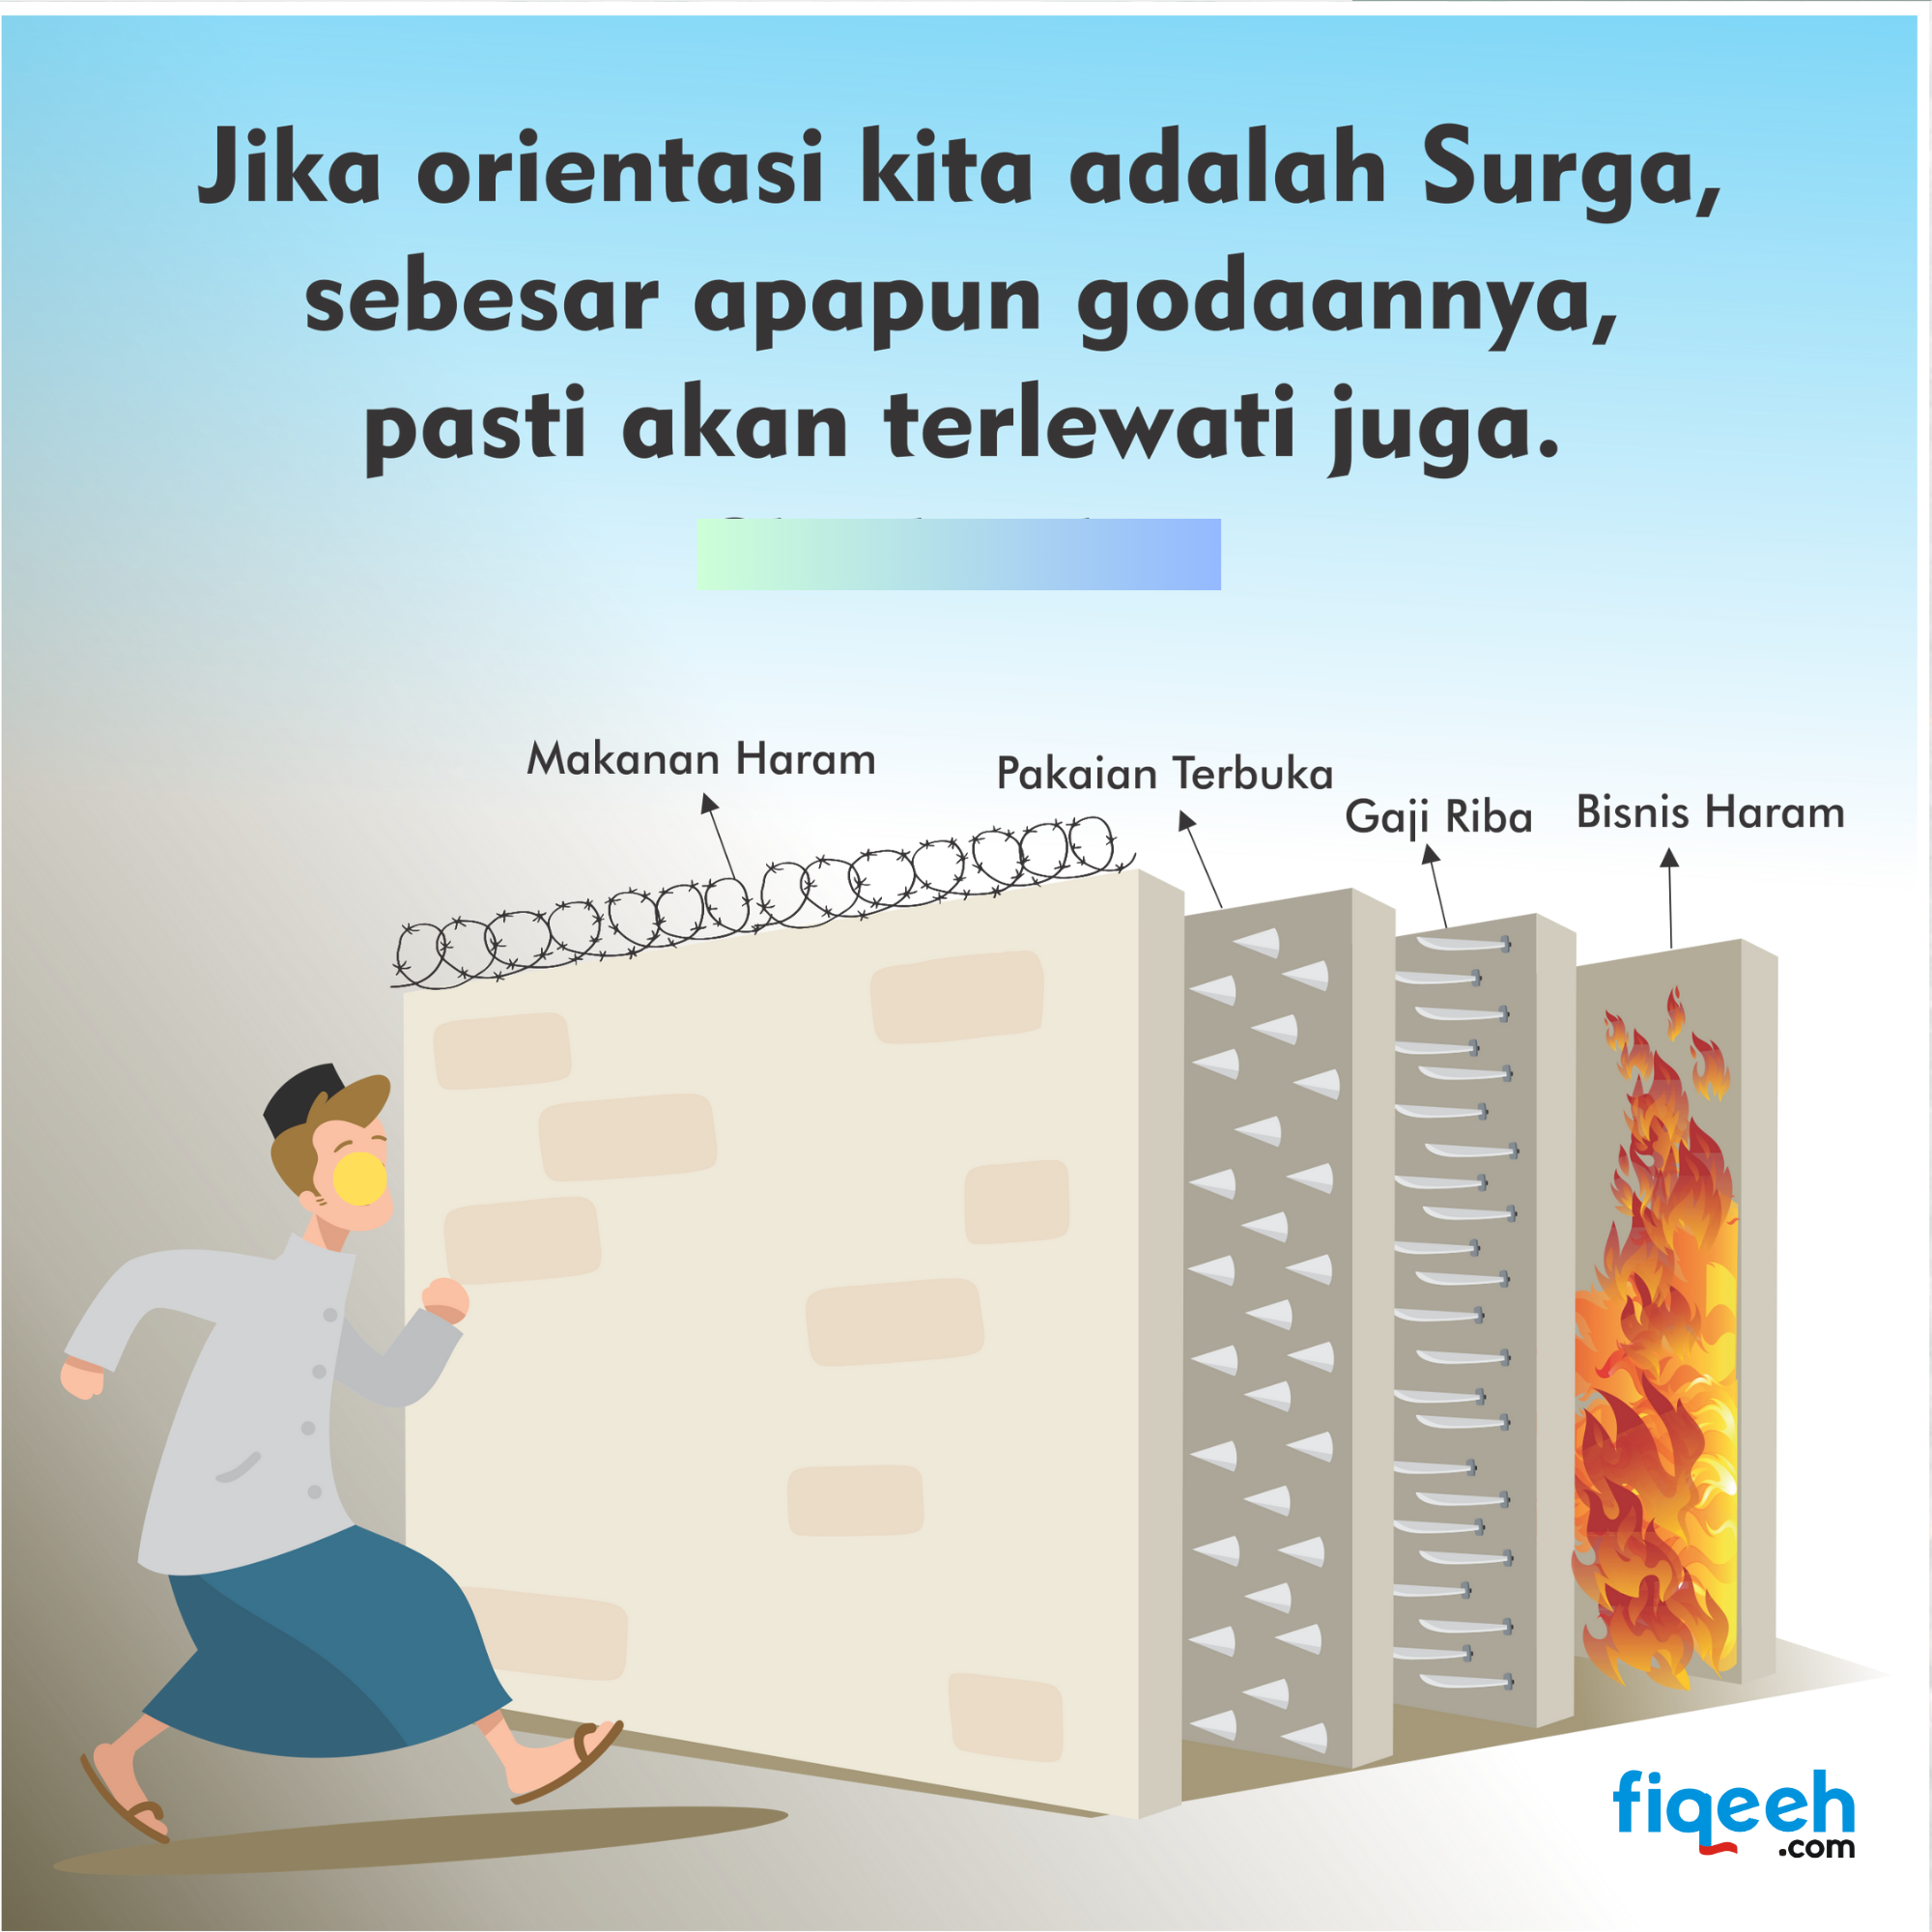 Jika orientasi kita adalah Surga,
sebesar apapun godaannya,
pasti akan terlewati juga.
Makanan Haram
Pakaian Terbuka
Gaji Riba
Bisnis Haram
fiqeeh
.com